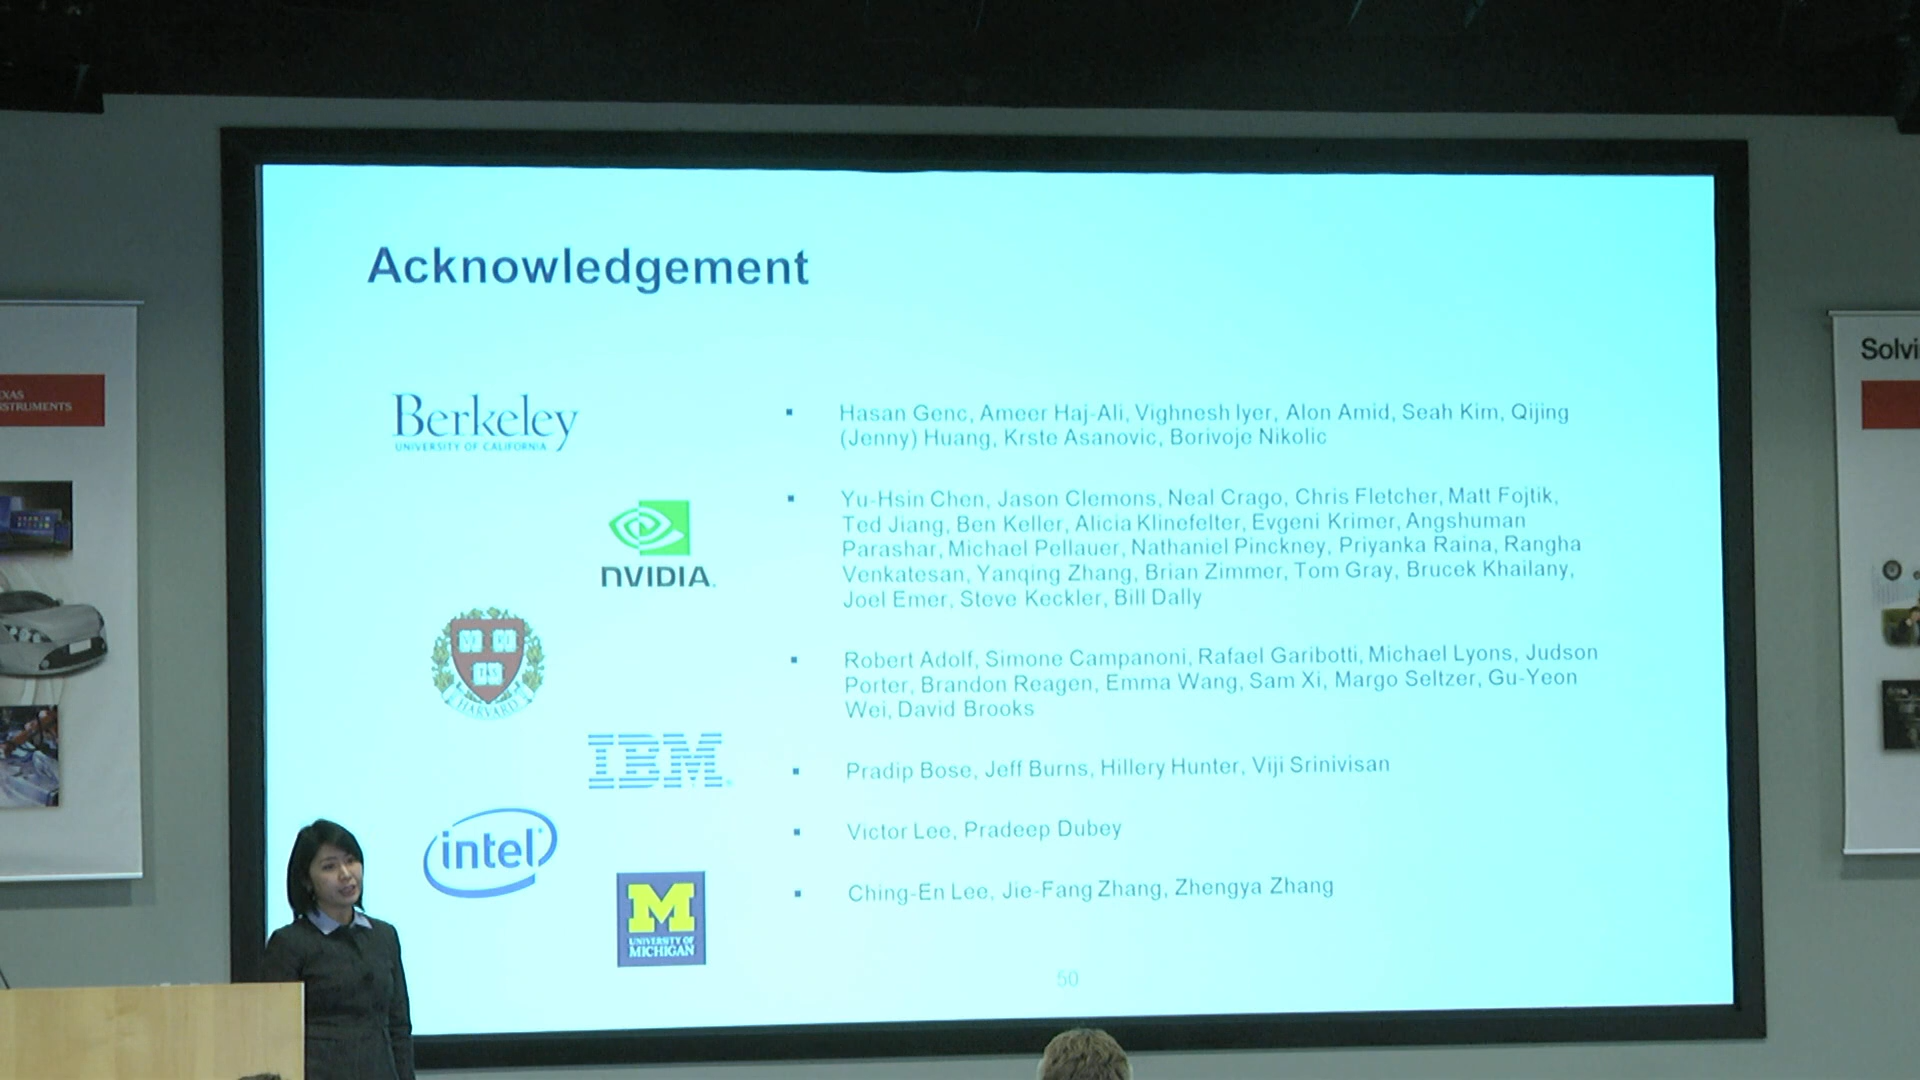 Acknowledgement
Berkeley
UNIVERSITY OF CALIFORNIA
Hasan Genc, Ameer Haj-Ali, Vighnesh Iyer, Alon Amid, Seah Kim, Qijing
(Jenny) Huang, Krste Asanovic, Borivoje Nikolic
NVIDIA.
Yu-Hsin Chen, Jason Clemons, Neal Crago, Chris Fletcher, Matt Fojtik,
Ted Jiang, Ben Keller, Alicia Klinefelter, Evgeni Krimer, Angshuman
Parashar, Michael Pellauer, Nathaniel Pinckney, Priyanka Raina, Rangha
Venkatesan, Yanqing Zhang, Brian Zimmer, Tom Gray, Brucek Khailany,
Joel Emer, Steve Keckler, Bill Dally
HARVARD
Robert Adolf, Simone Campanoni, Rafael Garibotti, Michael Lyons, Judson
Porter, Brandon Reagen, Emma Wang, Sam Xi, Margo Seltzer, Gu-Yeon
Wei, David Brooks
IBM
Pradip Bose, Jeff Burns, Hillery Hunter, Viji Srinivisan
intel
Victor Lee, Pradeep Dubey
M
UNIVERSITY OF
MICHIGAN
Ching-En Lee, Jie-Fang Zhang, Zhengya Zhang
50
EXAS
STRUMENTS
Solvi